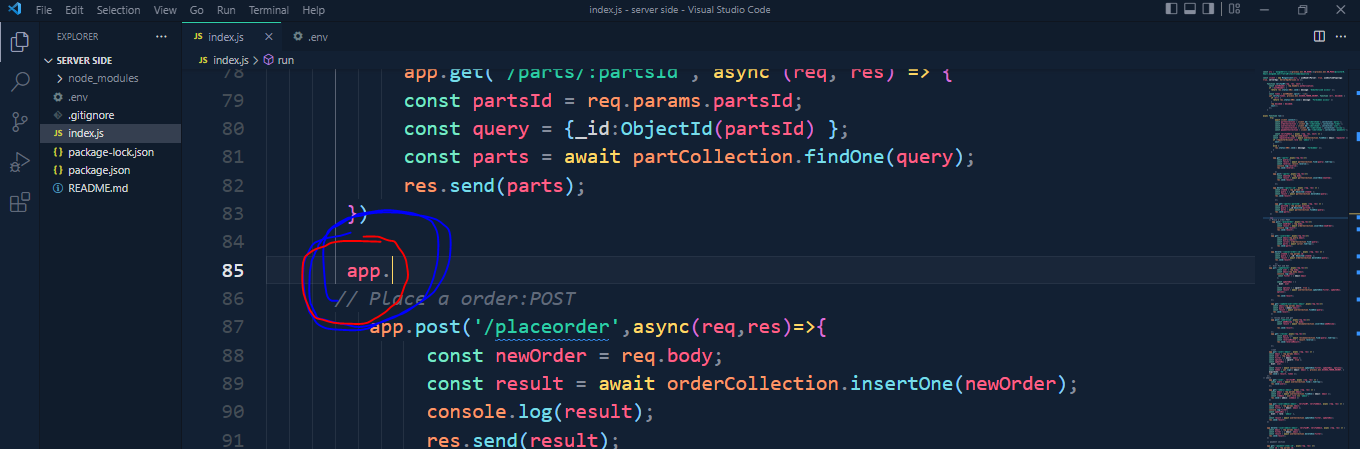 File Edit Selection View Go Run Terminal Help
index.js - server side - Visual Studio Code
EXPLORER
SERVER SIDE
node_modules
.env
.gitignore
JS index.js
{} package-lock.json
{} package.json
README.md
JS index.js × .env
JS index.js > run
78 app.get('/parts/:partsId', async (req, res) => {
79 const partsId = req.params.partsId;
80 const query = {_id:ObjectId(partsId) };
81 const parts = await partCollection.findOne(query);
82 res.send(parts);
83 })
84
85 app.
86 // Place a order:POST
87 app.post('/placeorder',async(req,res)=>{
88 const newOrder = req.body;
89 const result = await orderCollection.insertOne(newOrder);
90 console.log(result);
91 res.send(result);